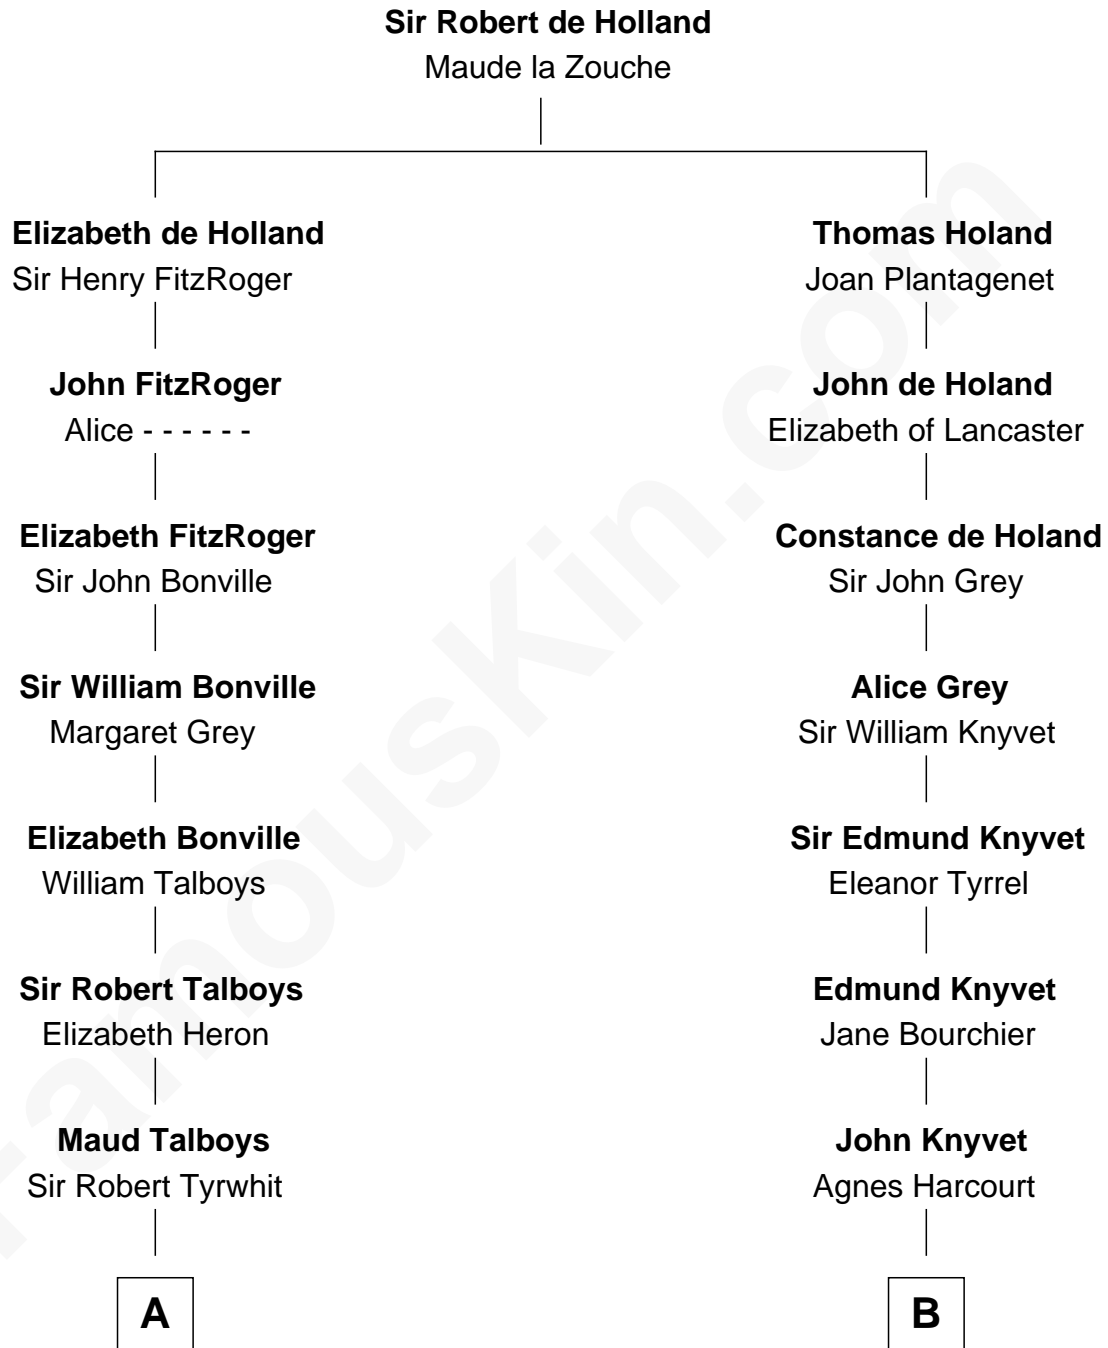 Sir Robert de Holland
Maude la Zouche
Elizabeth de Holland
Sir Henry FitzRoger
John FitzRoger
Alice - - - - - -
Elizabeth FitzRoger
Sir John Bonville
Sir William Bonville
Margaret Grey
Elizabeth Bonville
William Talboys
Sir Robert Talboys
Elizabeth Heron
Maud Talboys
Sir Robert Tyrwhit
A
Thomas Holand
Joan Plantagenet
John de Holand
Elizabeth of Lancaster
Constance de Holand
Sir John Grey
Alice Grey
Sir William Knyvet
Sir Edmund Knyvet
Eleanor Tyrrel
Edmund Knyvet
Jane Bourchier
John Knyvet
Agnes Harcourt
B
FamousKin.com